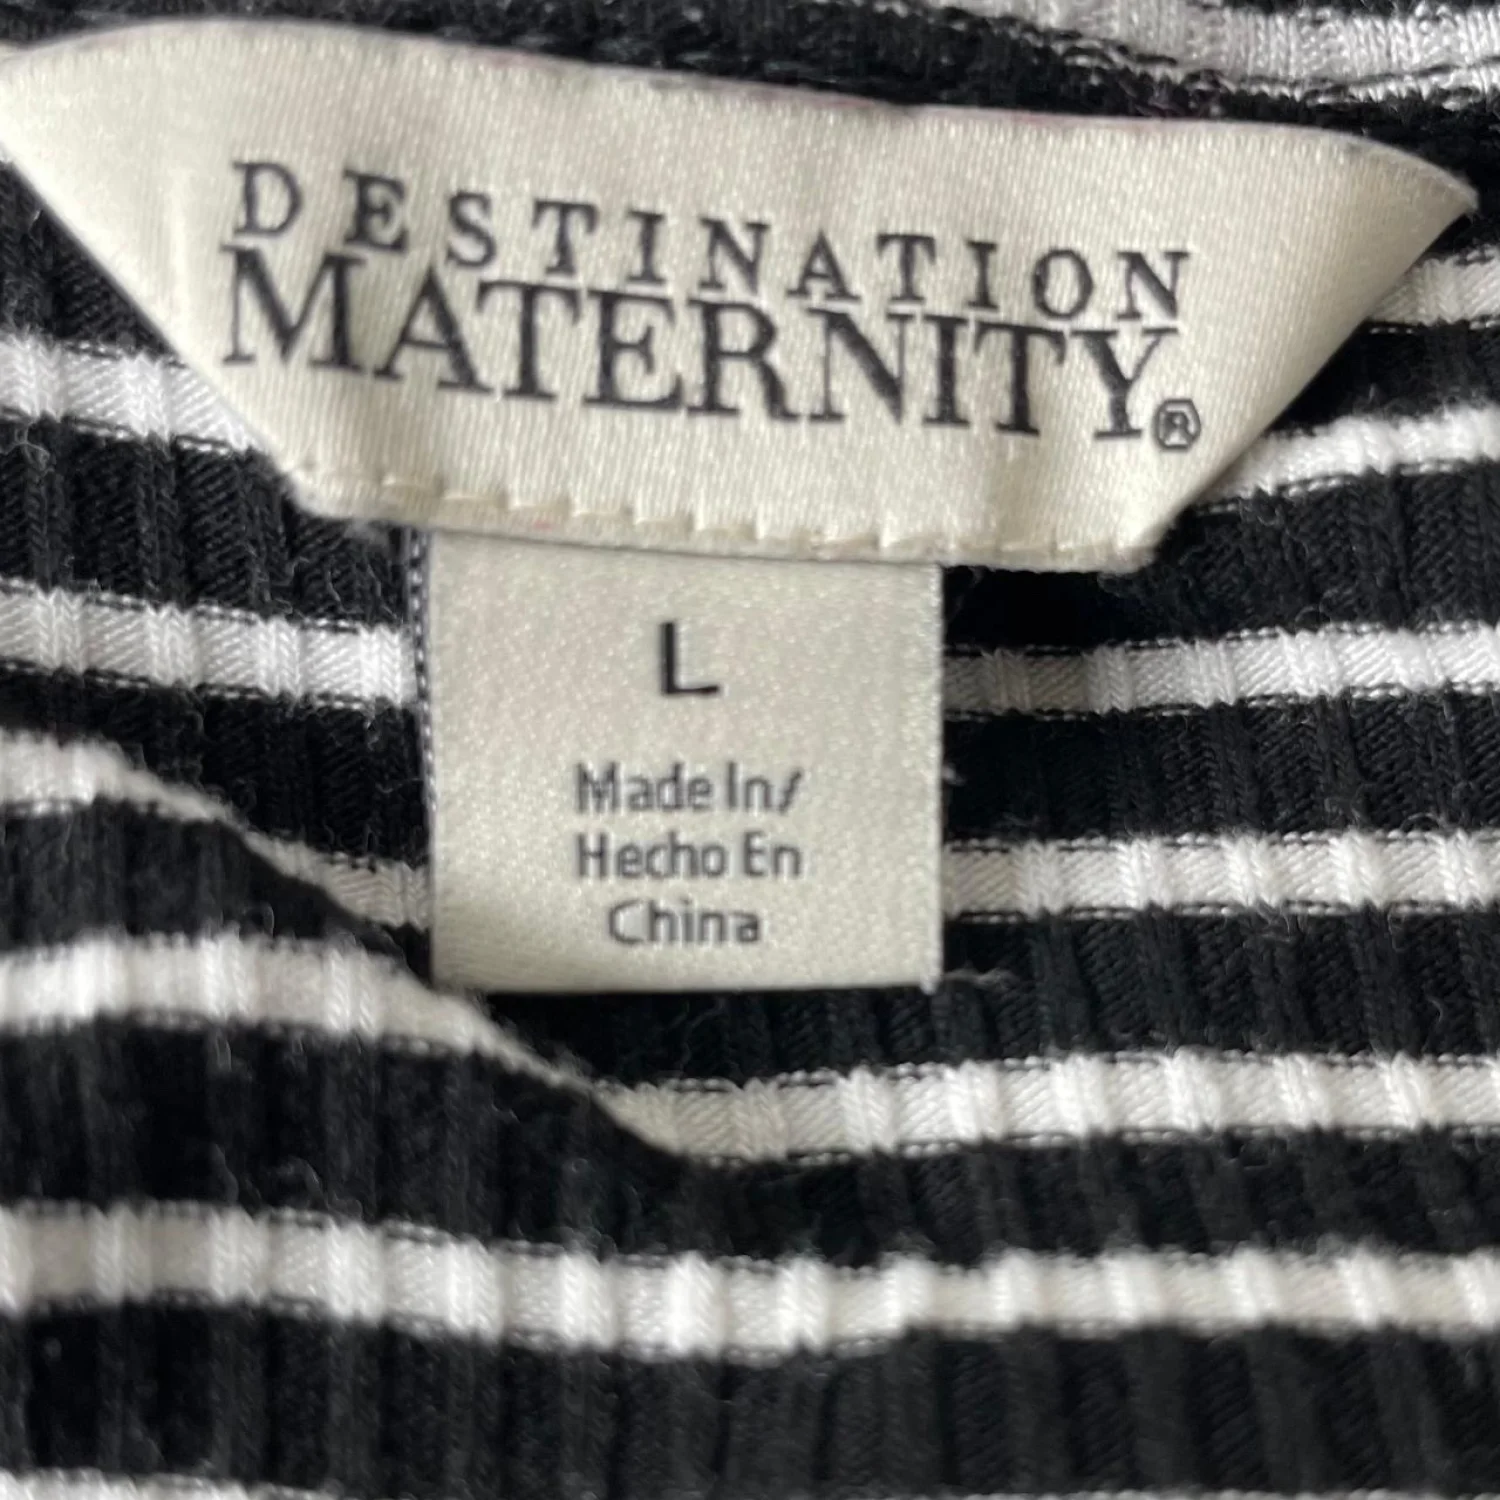 DESTINATION
MATERNITY®
L
Made In/
Hecho En
China